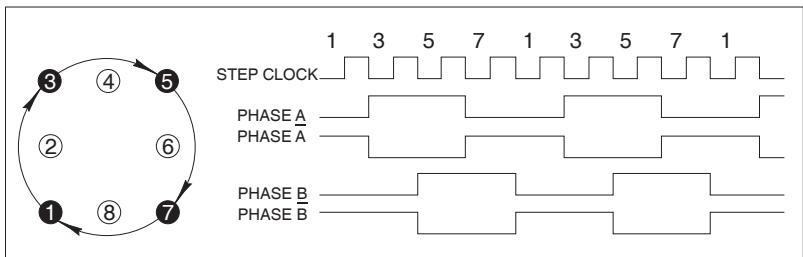 3 4 5
2 6
1 8 7
1 3 5 7 1 3 5 7 1
STEP CLOCK
PHASE A
PHASE A̅
PHASE B
PHASE B̅